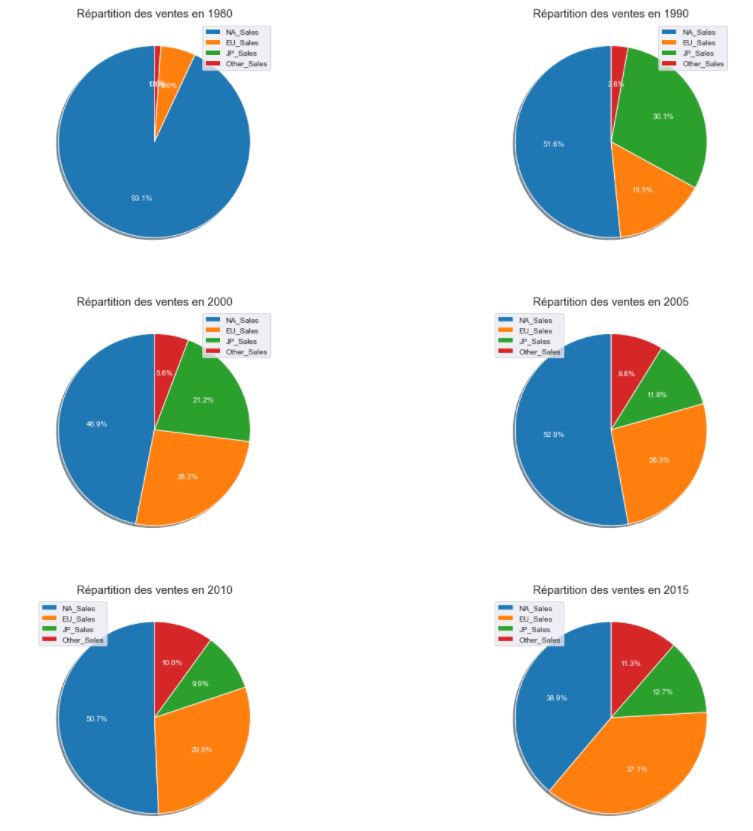 Répartition des ventes en 1980
NA_Sales
EU_Sales
JP_Sales
Other_Sales
93.1%
Répartition des ventes en 1990
NA_Sales
EU_Sales
JP_Sales
Other_Sales
2.8%
30.1%
51.6%
15.5%
Répartition des ventes en 2000
NA_Sales
EU_Sales
JP_Sales
Other_Sales
5.8%
21.2%
46.9%
26.2%
Répartition des ventes en 2005
NA_Sales
EU_Sales
JP_Sales
Other_Sales
8.8%
11.8%
52.9%
26.5%
Répartition des ventes en 2010
NA_Sales
EU_Sales
JP_Sales
Other_Sales
10.0%
9.9%
50.7%
29.5%
Répartition des ventes en 2015
NA_Sales
EU_Sales
JP_Sales
Other_Sales
11.3%
12.7%
38.9%
37.1%